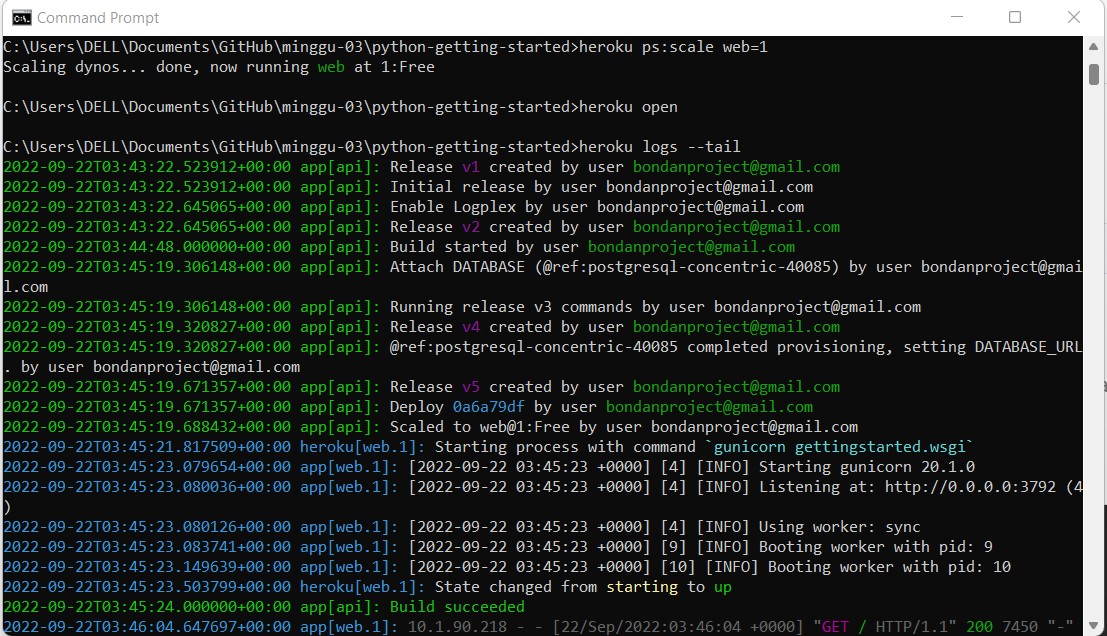 Command Prompt
C:\Users\DELL\Documents\GitHub\minggu-03\python-getting-started>heroku ps:scale web=1
Scaling dynos... done, now running web at 1:Free
C:\Users\DELL\Documents\GitHub\minggu-03\python-getting-started>heroku open
C:\Users\DELL\Documents\GitHub\minggu-03\python-getting-started>heroku logs --tail
2022-09-22T03:43:22.523912+00:00 app[api]: Release v1 created by user bondanproject@gmail.com
2022-09-22T03:43:22.523912+00:00 app[api]: Initial release by user bondanproject@gmail.com
2022-09-22T03:43:22.645065+00:00 app[api]: Enable Logplex by user bondanproject@gmail.com
2022-09-22T03:43:22.645065+00:00 app[api]: Release v2 created by user bondanproject@gmail.com
2022-09-22T03:44:48.000000+00:00 app[api]: Build started by user bondanproject@gmail.com
2022-09-22T03:45:19.306148+00:00 app[api]: Attach DATABASE (@ref:postgresql-concentric-40085) by user bondanproject@gmai
l.com
2022-09-22T03:45:19.306148+00:00 app[api]: Running release v3 commands by user bondanproject@gmail.com
2022-09-22T03:45:19.320827+00:00 app[api]: Release v4 created by user bondanproject@gmail.com
2022-09-22T03:45:19.320827+00:00 app[api]: @ref:postgresql-concentric-40085 completed provisioning, setting DATABASE_URL
. by user bondanproject@gmail.com
2022-09-22T03:45:19.671357+00:00 app[api]: Release v5 created by user bondanproject@gmail.com
2022-09-22T03:45:19.671357+00:00 app[api]: Deploy 0a6a79df by user bondanproject@gmail.com
2022-09-22T03:45:19.688432+00:00 app[api]: Scaled to web@1:Free by user bondanproject@gmail.com
2022-09-22T03:45:21.817509+00:00 heroku[web.1]: Starting process with command `gunicorn gettingstarted.wsgi`
2022-09-22T03:45:23.079654+00:00 app[web.1]: [2022-09-22 03:45:23 +0000] [4] [INFO] Starting gunicorn 20.1.0
2022-09-22T03:45:23.080036+00:00 app[web.1]: [2022-09-22 03:45:23 +0000] [4] [INFO] Listening at: http://0.0.0.0:3792 (4
)
2022-09-22T03:45:23.080126+00:00 app[web.1]: [2022-09-22 03:45:23 +0000] [4] [INFO] Using worker: sync
2022-09-22T03:45:23.083741+00:00 app[web.1]: [2022-09-22 03:45:23 +0000] [9] [INFO] Booting worker with pid: 9
2022-09-22T03:45:23.149639+00:00 app[web.1]: [2022-09-22 03:45:23 +0000] [10] [INFO] Booting worker with pid: 10
2022-09-22T03:45:23.503799+00:00 heroku[web.1]: State changed from starting to up
2022-09-22T03:45:24.000000+00:00 app[api]: Build succeeded
2022-09-22T03:46:04.647697+00:00 app[web.1]: 10.1.90.218 - - [22/Sep/2022:03:46:04 +0000] "GET / HTTP/1.1" 200 7450 "-"